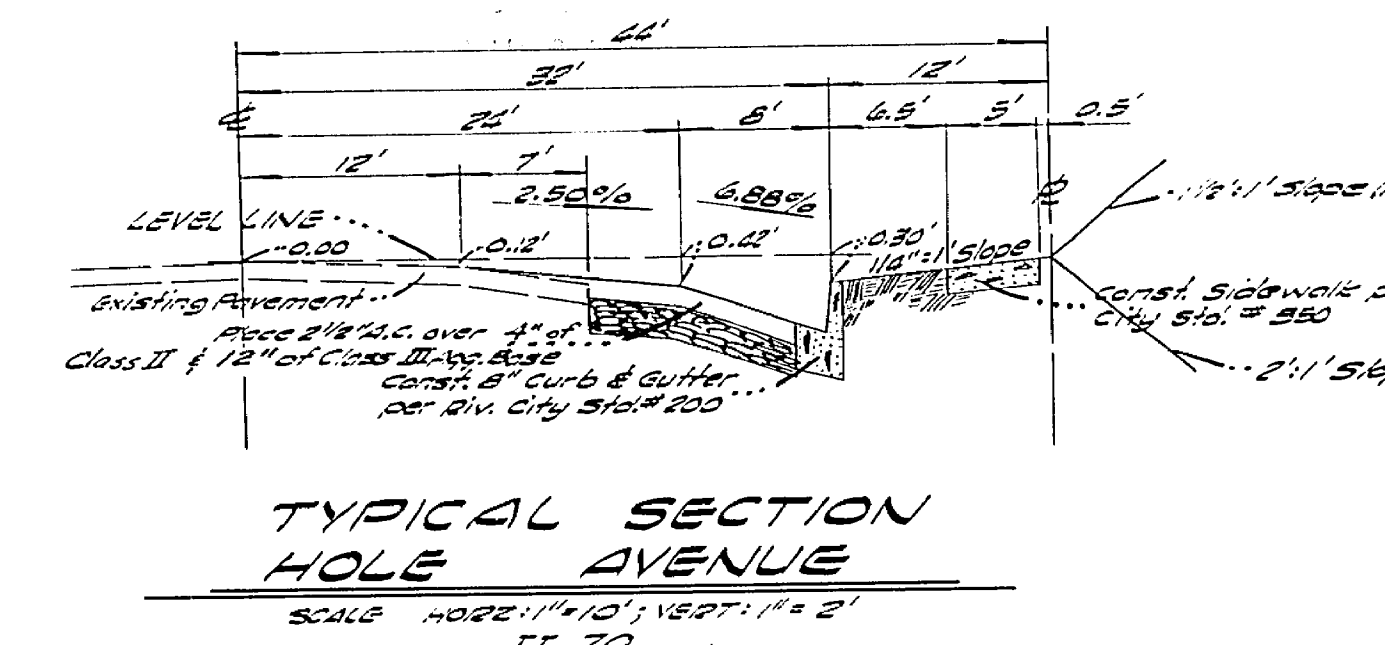 44'
32' 12'
℄ 24' 8' 6.5' 5' 0.5'
12' 7'
2.50% 6.88% ⅊
1½':1' Slope
LEVEL LINE
-0.00 -0.12' -0.42' -0.30'
1/4":1' Slope
Existing Pavement
Place 2½" A.C. over 4" of
Class II & 12" of Class III Agg. Base
Const. Sidewalk p
City Std. # 550
Const. 8" Curb & Gutter
per Riv. City Std. # 200
2':1' Slop
TYPICAL SECTION
HOLE AVENUE
SCALE HORZ: 1"=10'; VERT: 1"=2'